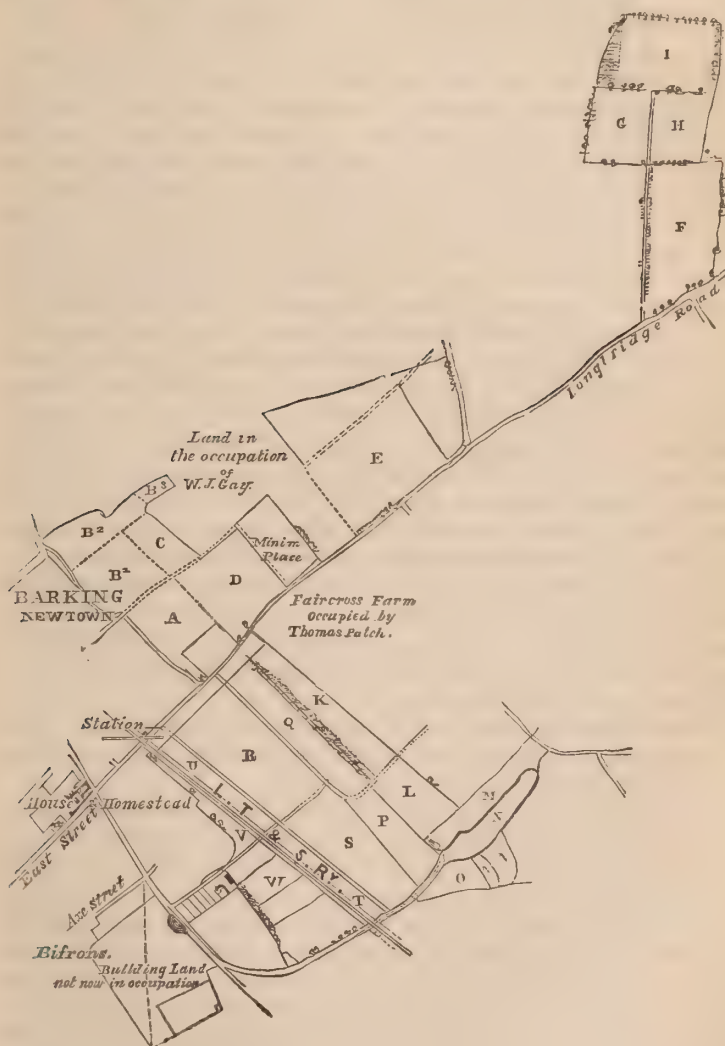 I
G
H
F
Longbridge Road
Land in
the occupation
of
W. J. Gay.
E
B³
B²
C
B²
Minim
Place
D
BARKING
NEWTOWN
A
Faircross Farm
Occupied by
Thomas Patch.
K
Q
Station
R
U
L
M
N
P
House
Homestead
L. T & S. RY.
V
S
O
East Street
W
T
Axe Street
Bifrons.
Building Land
not now in occupation